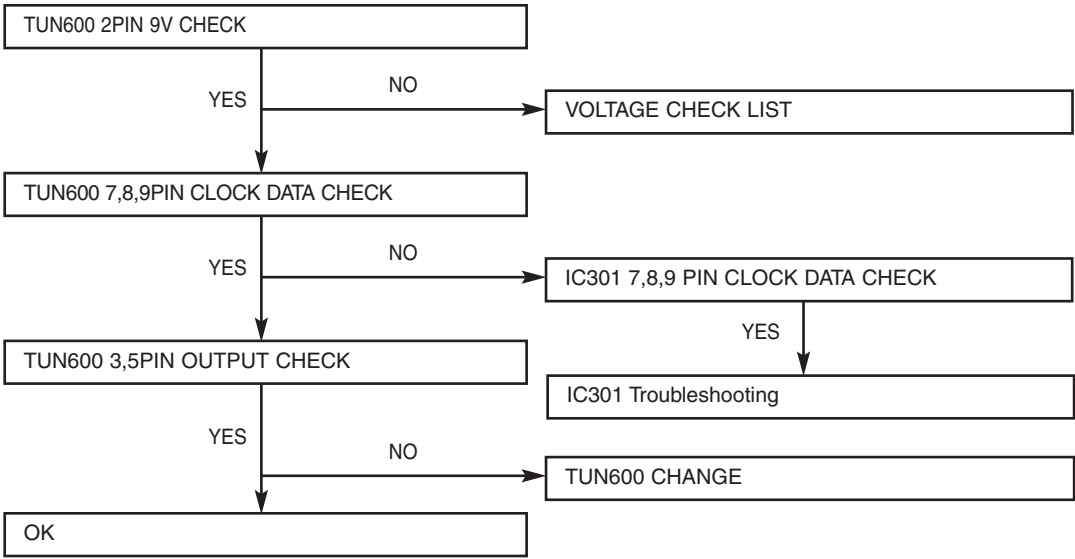 TUN600 2PIN 9V CHECK
YES
NO
VOLTAGE CHECK LIST
TUN600 7,8,9PIN CLOCK DATA CHECK
YES
NO
IC301 7,8,9 PIN CLOCK DATA CHECK
YES
TUN600 3,5PIN OUTPUT CHECK
IC301 Troubleshooting
YES
NO
TUN600 CHANGE
OK